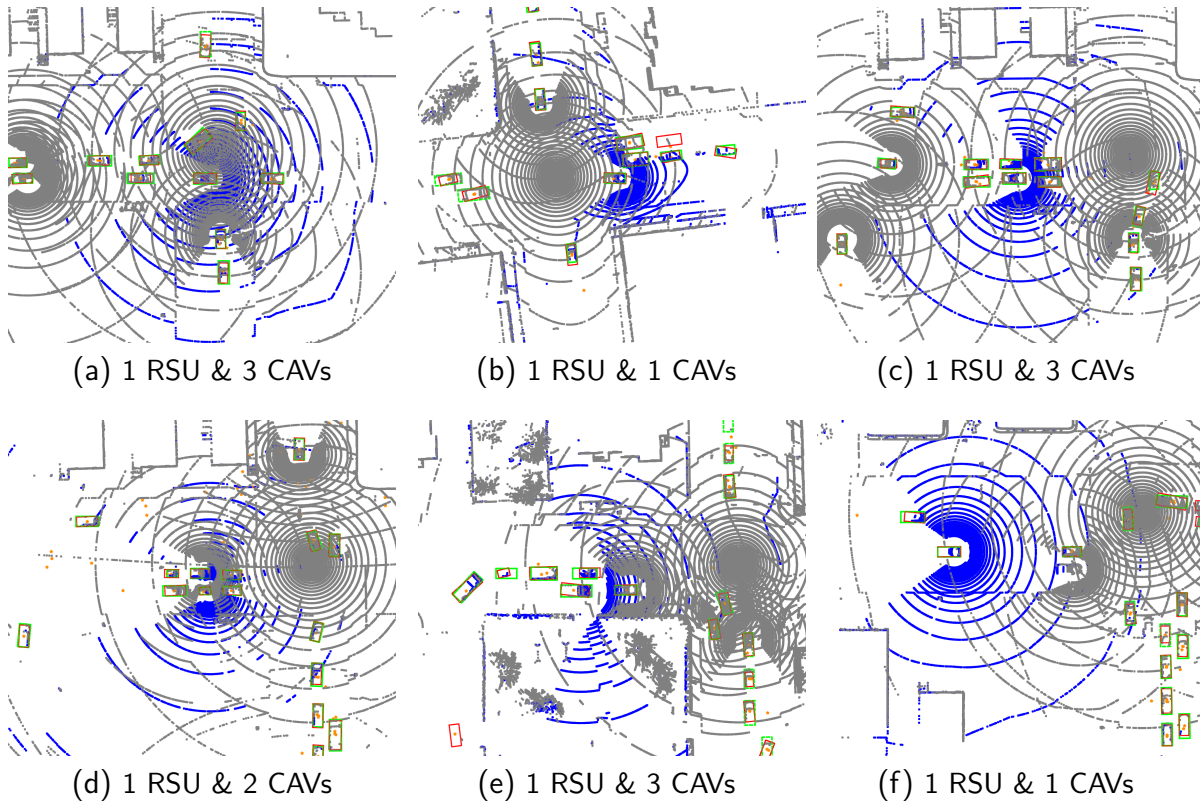 (a) 1 RSU & 3 CAVs
(b) 1 RSU & 1 CAVs
(c) 1 RSU & 3 CAVs
(d) 1 RSU & 2 CAVs
(e) 1 RSU & 3 CAVs
(f) 1 RSU & 1 CAVs